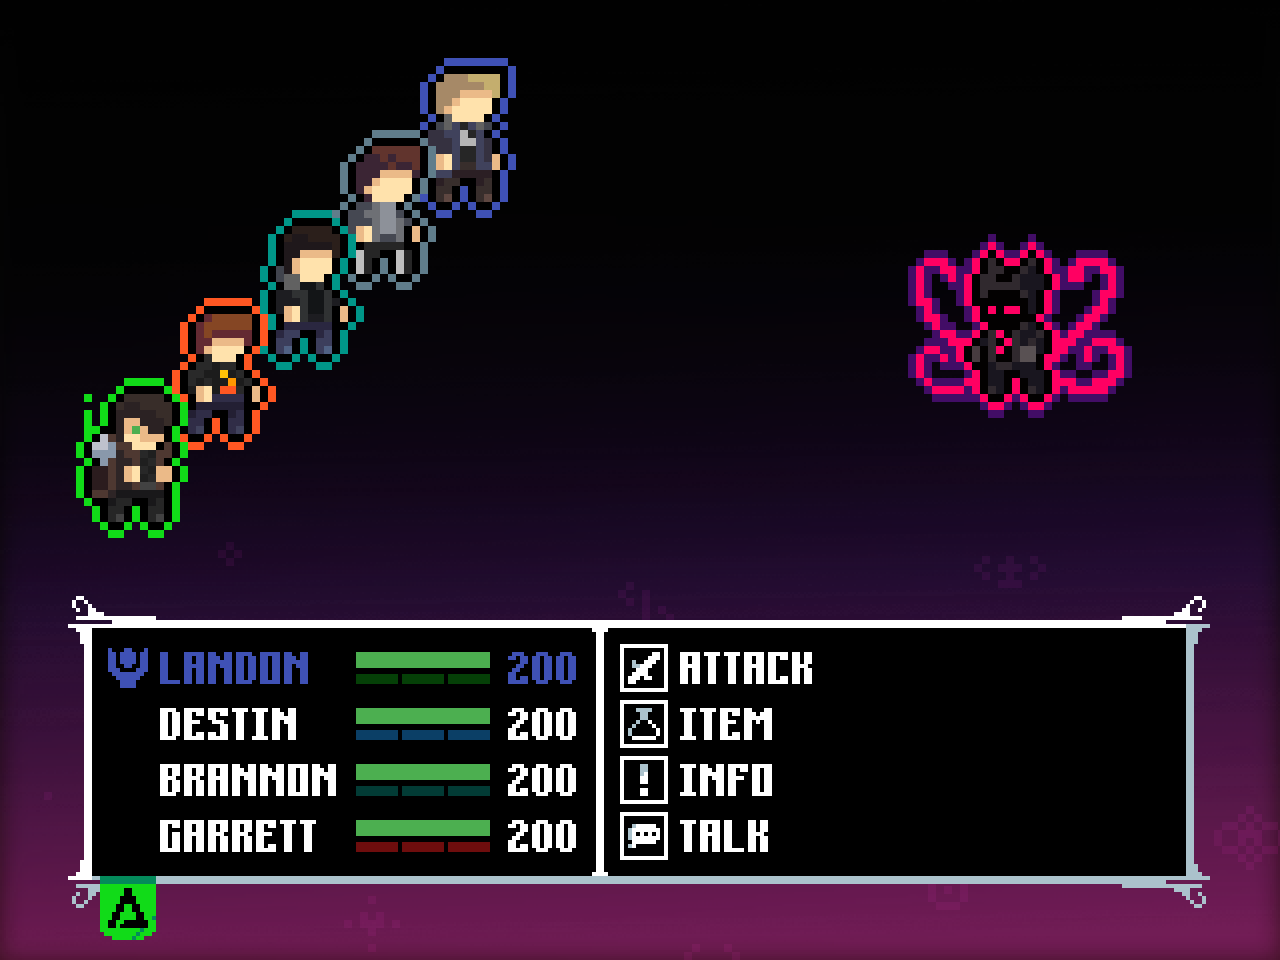 LANDON 200
DESTIN 200
BRANNON 200
GARRETT 200
ATTACK
ITEM
INFO
TALK